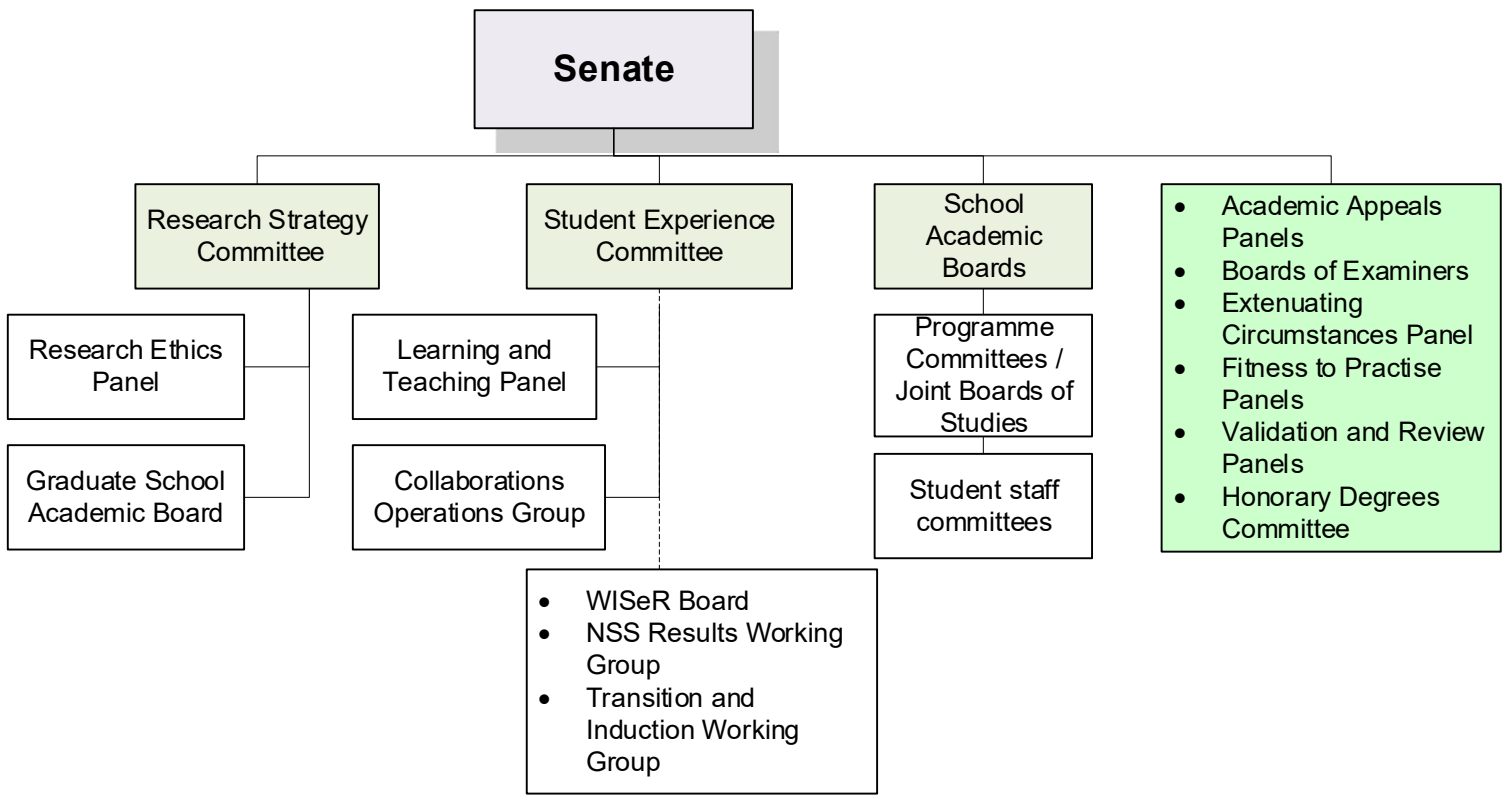 Senate
Research Strategy
Committee
Student Experience
Committee
School
Academic
Boards
• Academic Appeals
Panels
• Boards of Examiners
• Extenuating
Circumstances Panel
• Fitness to Practise
Panels
• Validation and Review
Panels
• Honorary Degrees
Committee
Research Ethics
Panel
Learning and
Teaching Panel
Programme
Committees /
Joint Boards of
Studies
Graduate School
Academic Board
Collaborations
Operations Group
Student staff
committees
• WISeR Board
• NSS Results Working
Group
• Transition and
Induction Working
Group